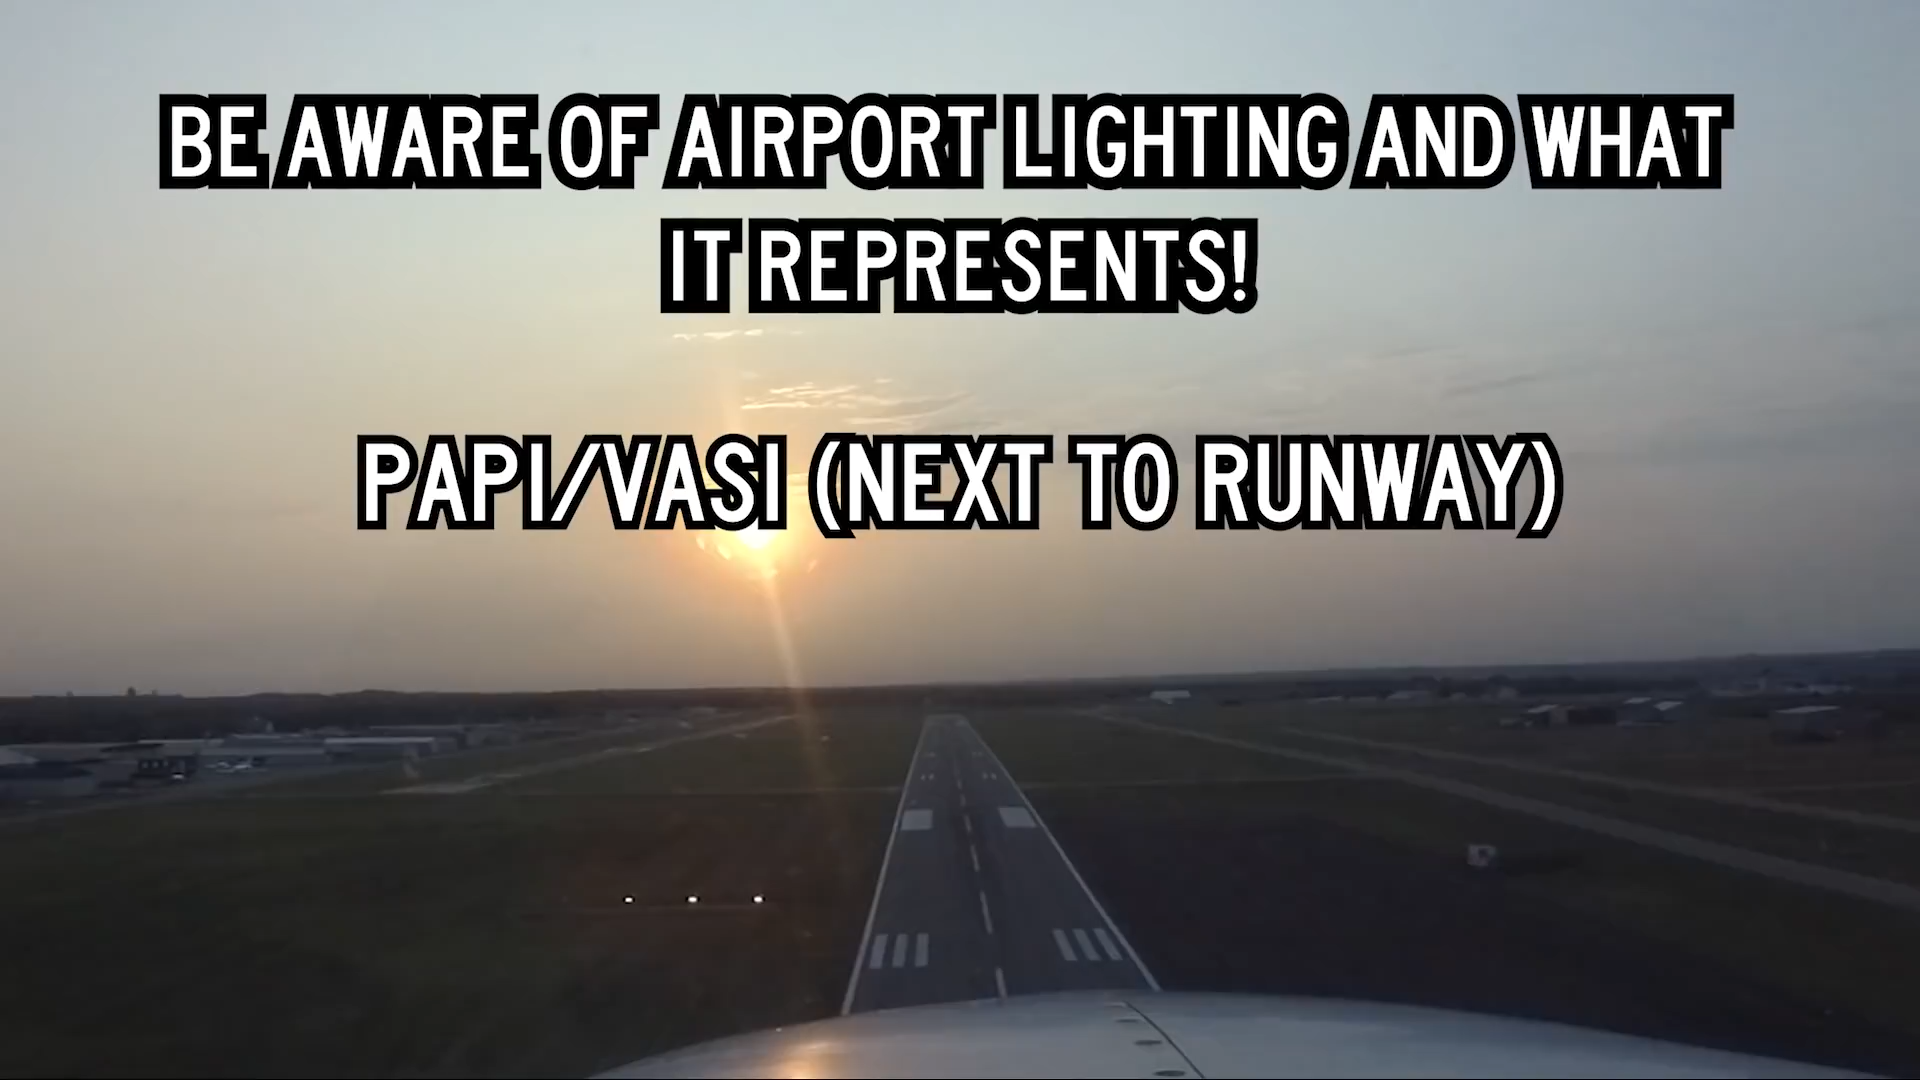 BE AWARE OF AIRPORT LIGHTING AND WHAT
IT REPRESENTS!
PAPI/VASI (NEXT TO RUNWAY)